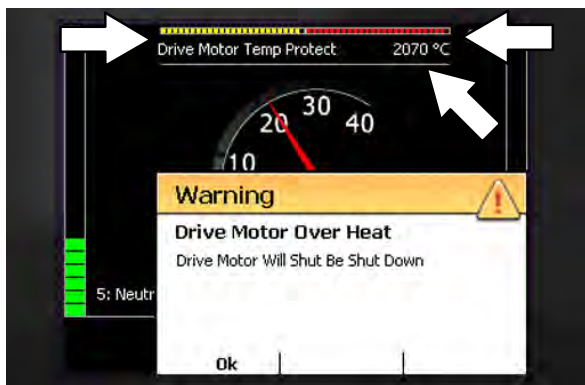 Drive Motor Temp Protect 2070 °C
10 20 30 40
Warning
Drive Motor Over Heat
Drive Motor Will Shut Be Shut Down
5: Neutr
Ok